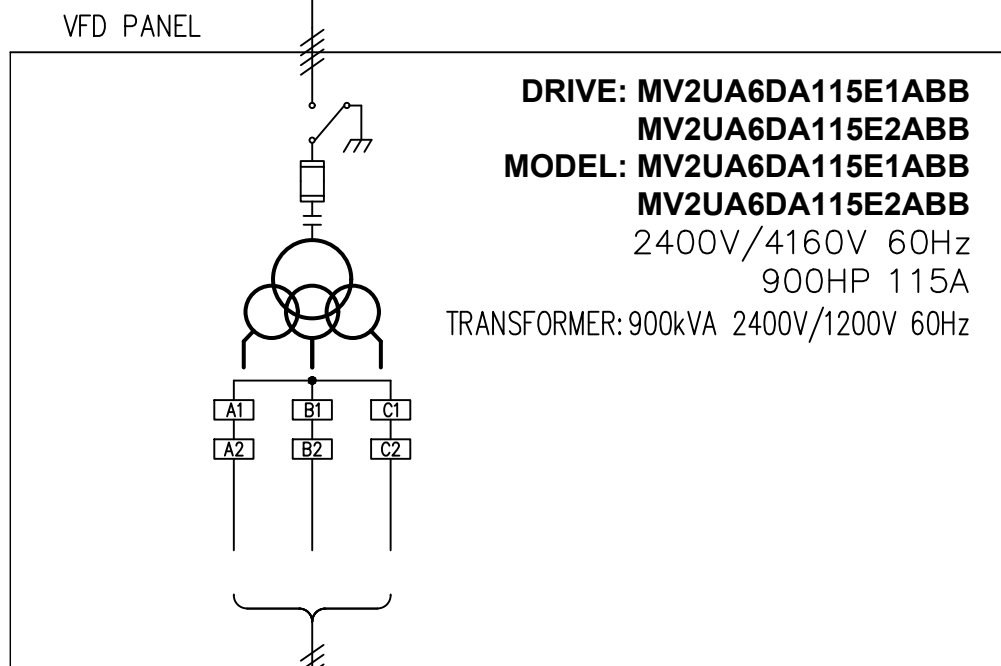 VFD PANEL
DRIVE: MV2UA6DA115E1ABB
MV2UA6DA115E2ABB
MODEL: MV2UA6DA115E1ABB
MV2UA6DA115E2ABB
2400V/4160V 60Hz
900HP 115A
TRANSFORMER: 900kVA 2400V/1200V 60Hz
A1 B1 C1
A2 B2 C2